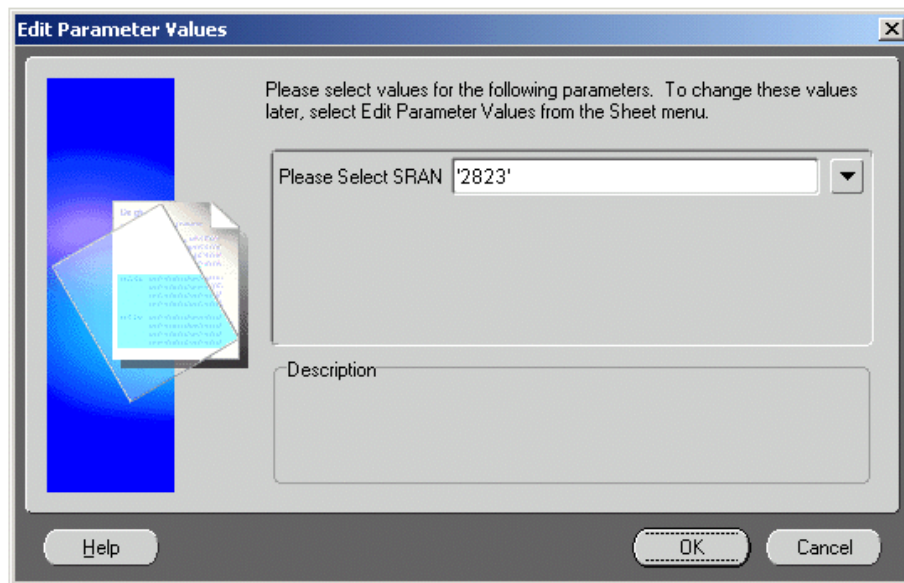 Edit Parameter Values
Please select values for the following parameters. To change these values
later, select Edit Parameter Values from the Sheet menu.
Please Select SRAN '2823'
Description
Help OK Cancel